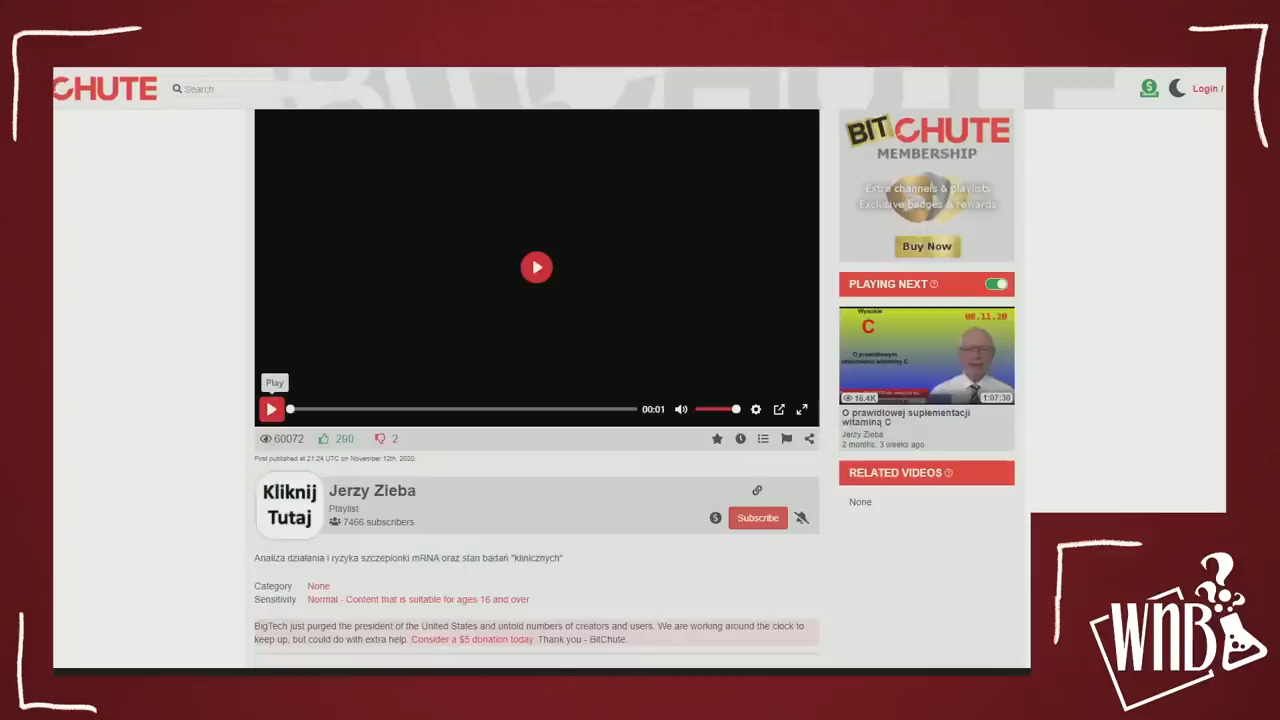 CHUTE
Search
Login /
BITCHUTE
MEMBERSHIP
Extra channels & playlists
Exclusive badges & rewards
Buy Now
PLAYING NEXT
Wysokie
C
08.11.20
O prawidłowym
stosowaniu witaminy C
16.4K
1:07:30
O prawidłowej suplementacji
witaminą C
Jerzy Zieba
2 months, 3 weeks ago
RELATED VIDEOS
None
Play
00:01
60072
290
2
First published at 21:24 UTC on November 12th, 2020.
Kliknij
Tutaj
Jerzy Zieba
Playlist
7466 subscribers
Subscribe
Analiza działania i ryzyka szczepionki mRNA oraz stan badań "klinicznych"
Category None
Sensitivity Normal - Content that is suitable for ages 16 and over
BigTech just purged the president of the United States and untold numbers of creators and users. We are working around the clock to
keep up, but could do with extra help. Consider a $5 donation today. Thank you - BitChute.
WNB